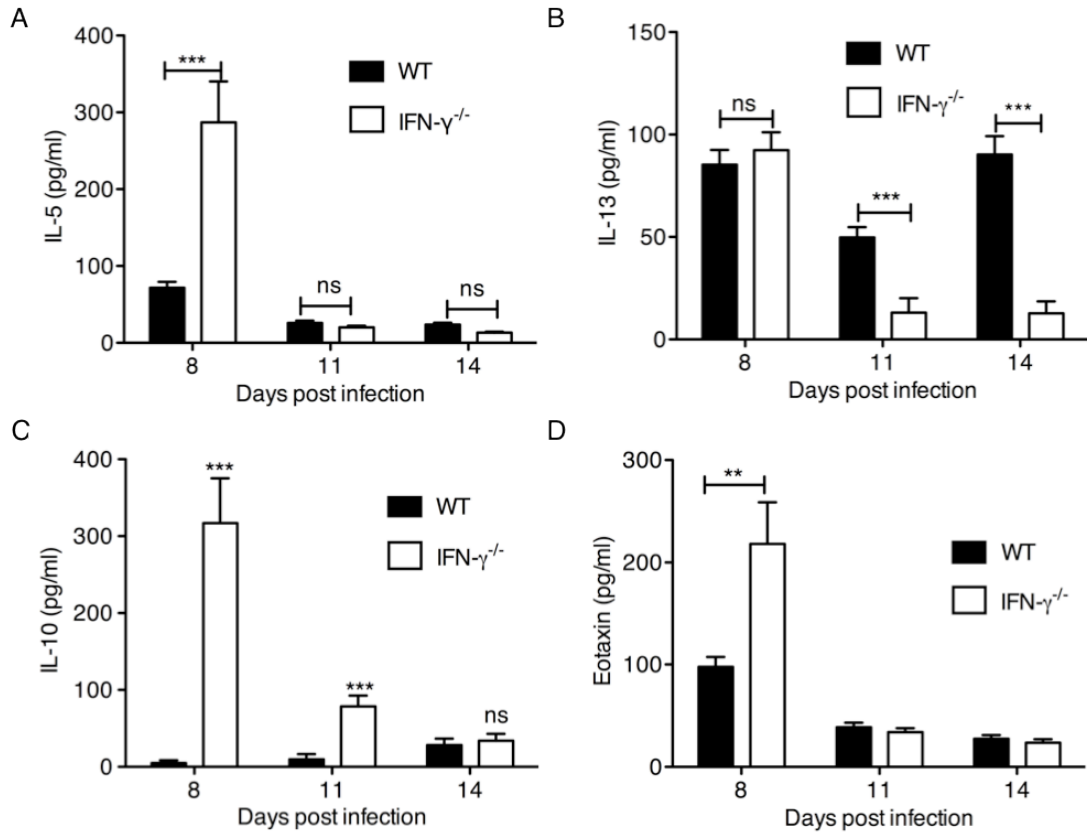 A
IL-5 (pg/ml)
400
300
200
100
0
***
ns
ns
WT
IFN-γ-/-
8 11 14
Days post infection
B
IL-13 (pg/ml)
150
100
50
0
ns
***
***
WT
IFN-γ-/-
8 11 14
Days post infection
C
IL-10 (pg/ml)
400
300
200
100
0
***
***
ns
WT
IFN-γ-/-
8 11 14
Days post infection
D
Eotaxin (pg/ml)
300
200
100
0
**
WT
IFN-γ-/-
8 11 14
Days post infection